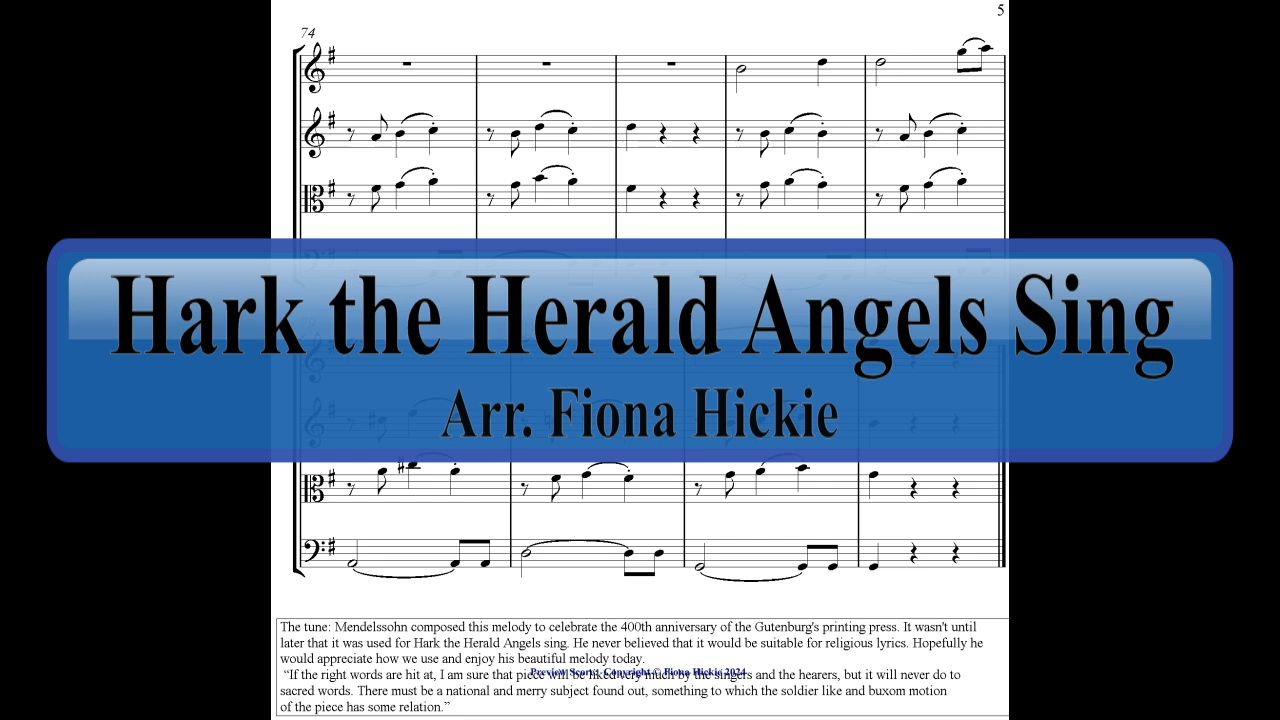 5
74
Hark the Herald Angels Sing
Arr. Fiona Hickie
The tune: Mendelssohn composed this melody to celebrate the 400th anniversary of the Gutenburg's printing press. It wasn't until
later that it was used for Hark the Herald Angels sing. He never believed that it would be suitable for religious lyrics. Hopefully he
would appreciate how we use and enjoy his beautiful melody today.
Preview Score - Copyright © Fiona Hickie 2024
“If the right words are hit at, I am sure that piece will be liked very much by the singers and the hearers, but it will never do to
sacred words. There must be a national and merry subject found out, something to which the soldier like and buxom motion
of the piece has some relation.”